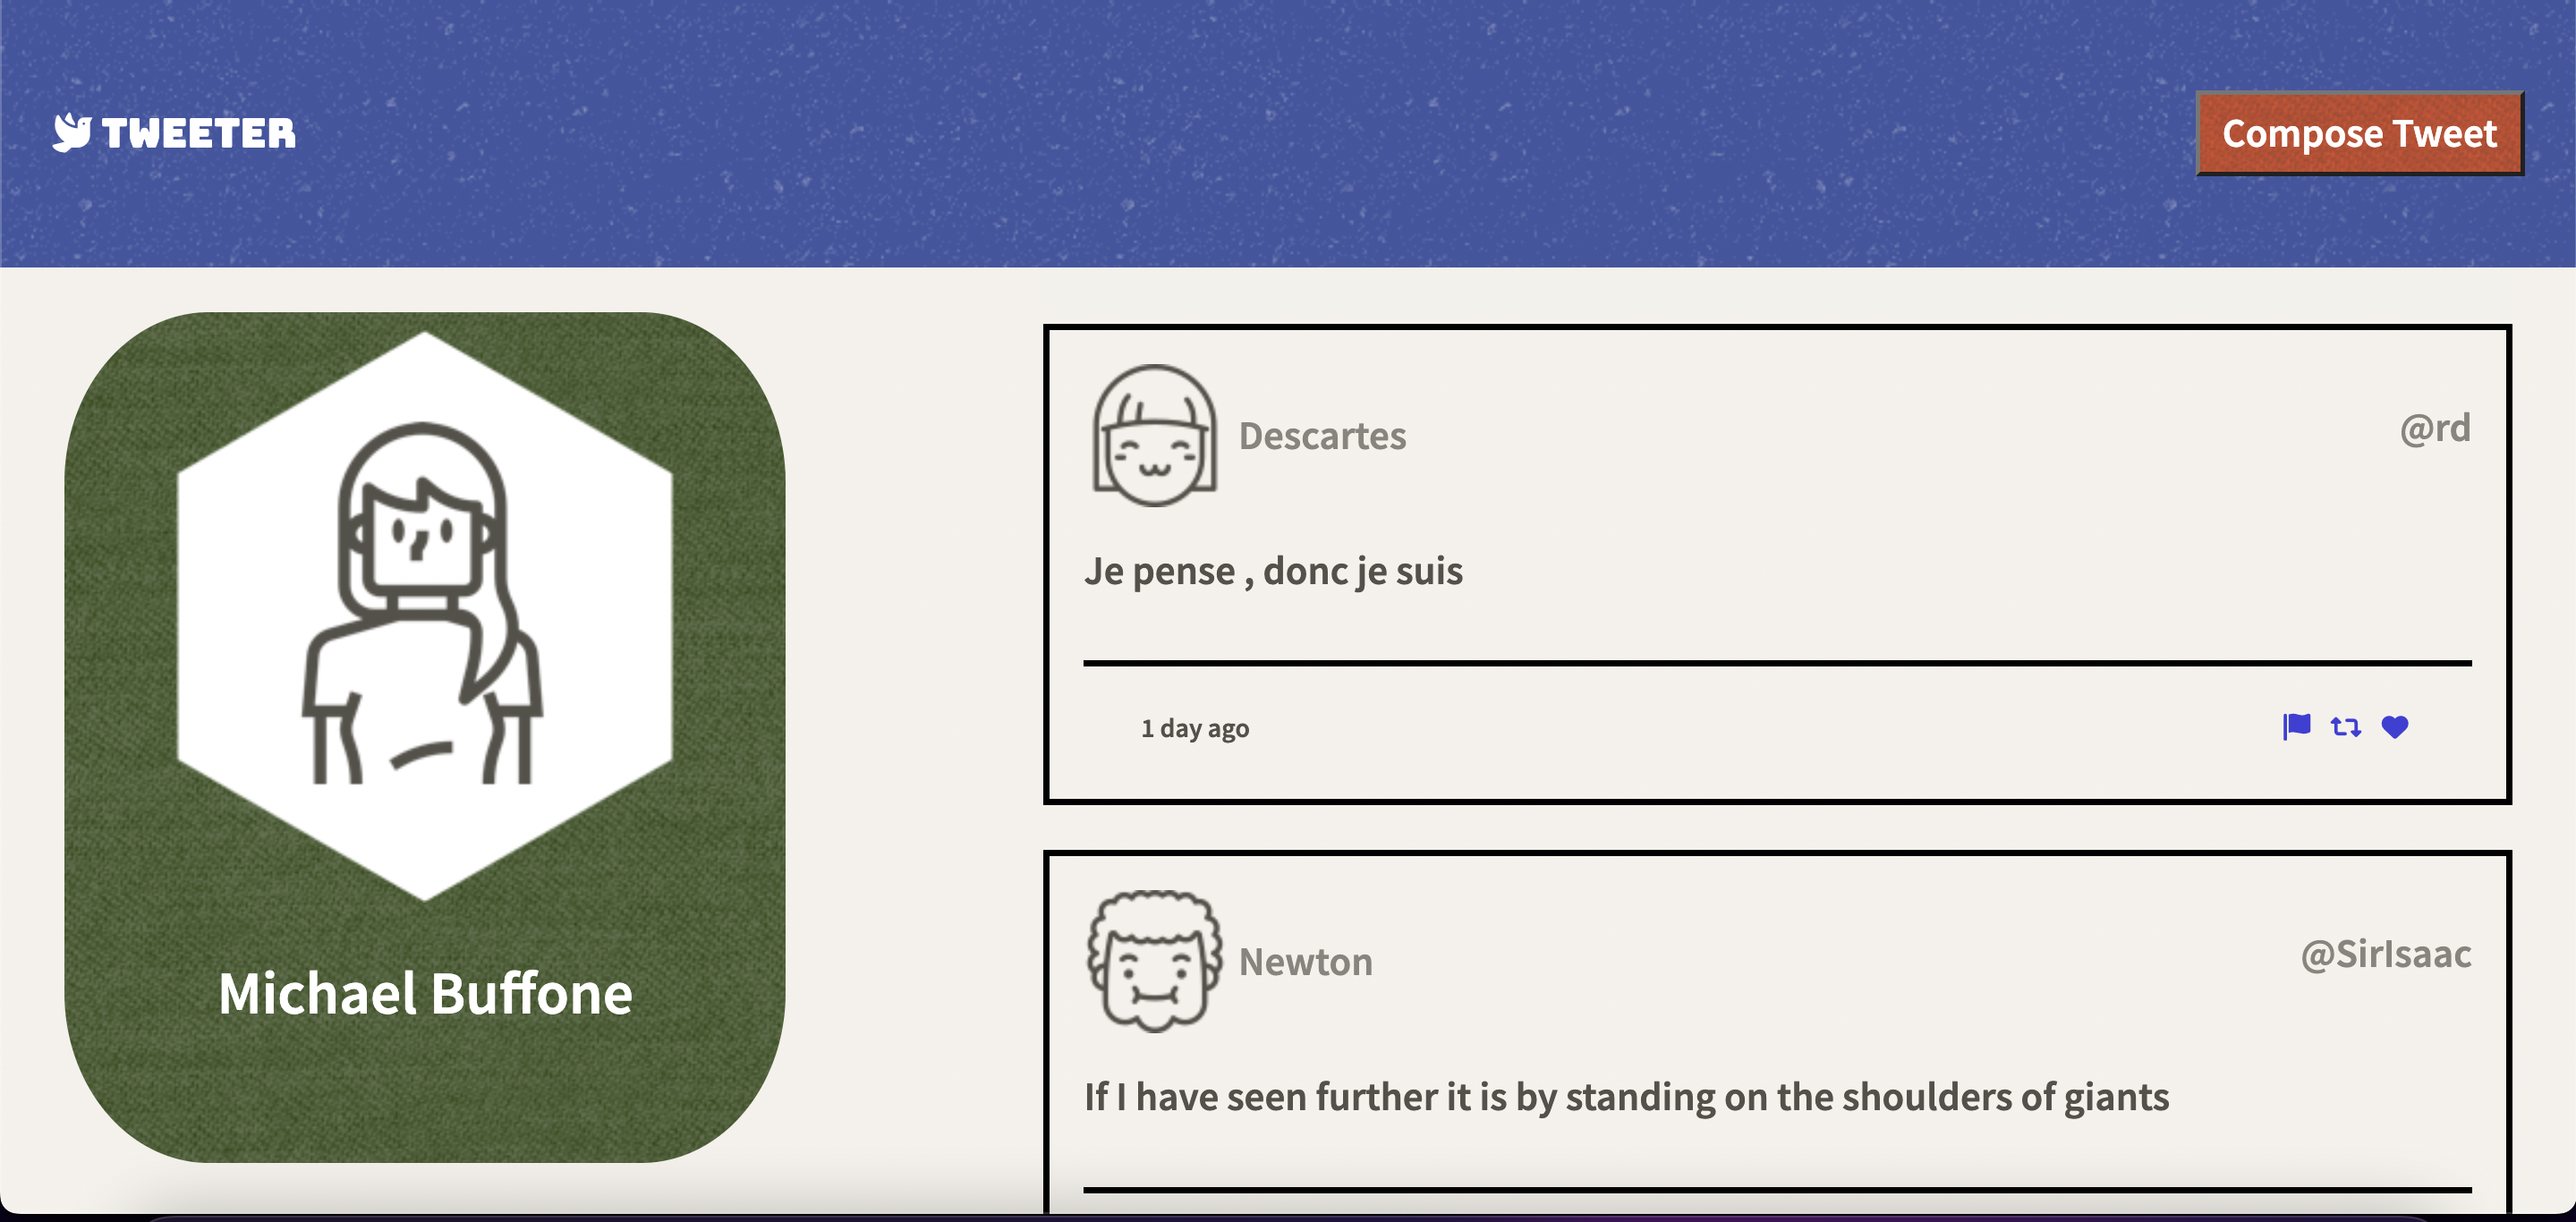 TWEETER
Compose Tweet
Michael Buffone
Descartes
@rd
Je pense , donc je suis
1 day ago
Newton
@SirIsaac
If I have seen further it is by standing on the shoulders of giants